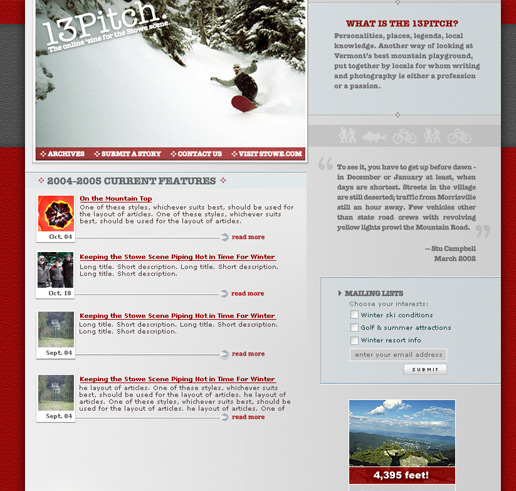 13Pitch
The online 'zine for the Stowe scene
ARCHIVES SUBMIT A STORY CONTACT US VISIT STOWE.COM
WHAT IS THE 13PITCH?
Personalities, places, legends, local
knowledge. Another way of looking at
Vermont's best mountain playground,
put together by locals for whom writing
and photography is either a profession
or a passion.
2004-2005 CURRENT FEATURES
On the Mountain Top
One of these styles, whichever suits best, should be used for
the layout of articles. One of these styles, whichever suits
best, should be used for the layout of articles.
Oct. 04
read more
Keeping the Stowe Scene Piping Hot in Time For Winter
Long title. Short description. Long title. Short description.
Long title. Short description.
Oct. 18
read more
Keeping the Stowe Scene Piping Hot in Time For Winter
Long title. Short description. Long title. Short description.
Long title. Short description.
Sept. 04
read more
Keeping the Stowe Scene Piping Hot in Time For Winter
he layout of articles. One of these styles, whichever suits
best, should be used for the layout of articles. he layout of
articles. One of these styles, whichever suits best, should be
used for the layout of articles. he layout of articles. One of
Sept. 04
read more
“ To see it, you have to get up before dawn -
in December or January at least, when
days are shortest. Streets in the village
are still deserted; traffic from Morrisville
still an hour away. Few vehicles other
than state road crews with revolving
yellow lights prowl the Mountain Road. ”
-- Stu Campbell
March 2002
MAILING LISTS
Choose your interests:
Winter ski conditions
Golf & summer attractions
Winter resort info
enter your email address
SUBMIT
4,395 feet!